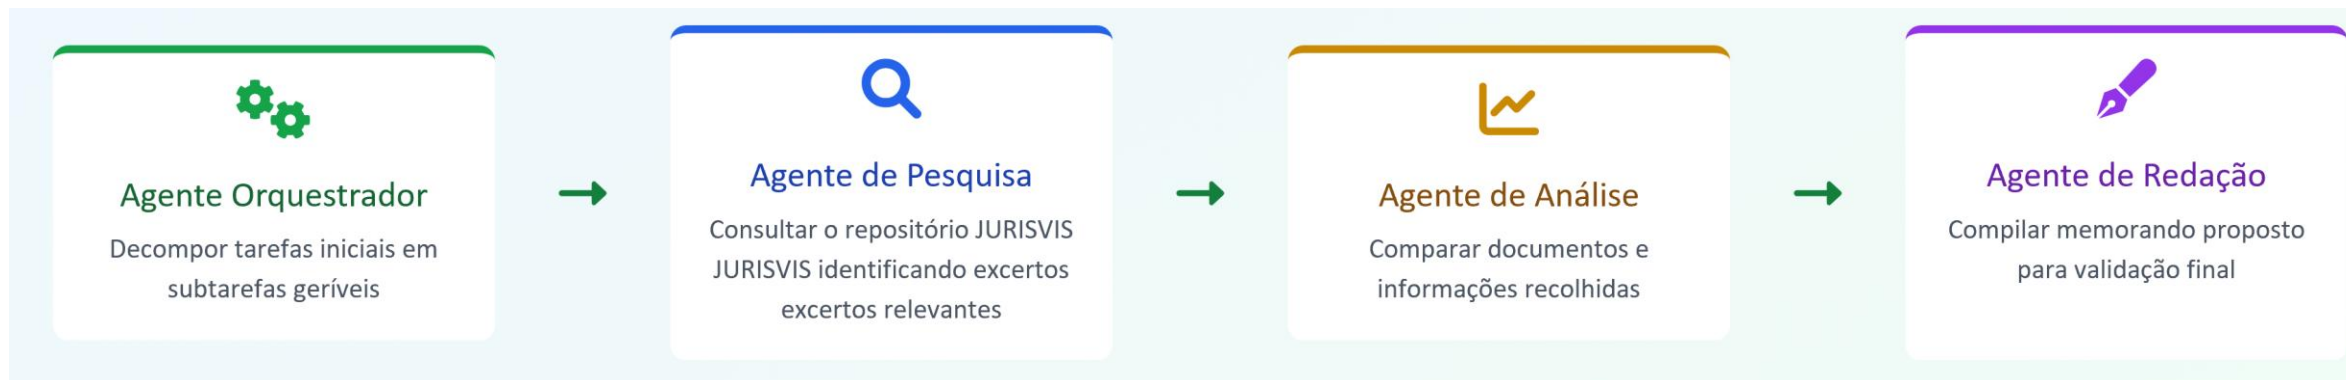 Agente Orquestrador
Decompor tarefas iniciais em
subtarefas geríveis
Agente de Pesquisa
Consultar o repositório JURISVIS
JURISVIS identificando excertos
excertos relevantes
Agente de Análise
Comparar documentos e
informações recolhidas
Agente de Redação
Compilar memorando proposto
para validação final